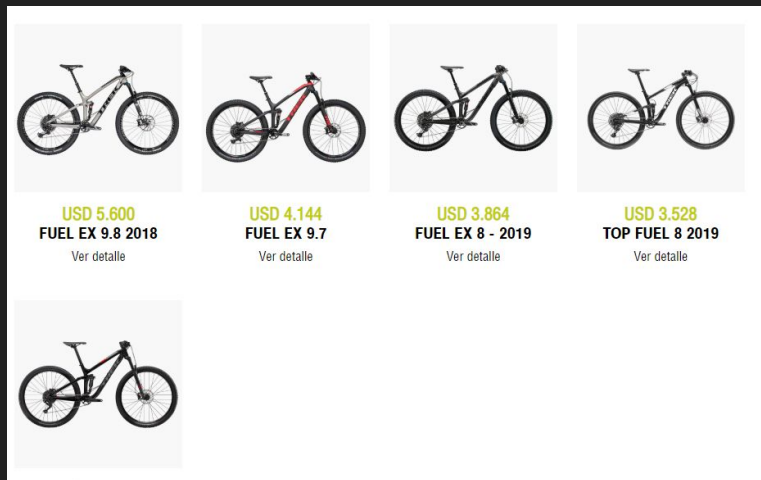 USD 5.600
FUEL EX 9.8 2018
Ver detalle
USD 4.144
FUEL EX 9.7
Ver detalle
USD 3.864
FUEL EX 8 - 2019
Ver detalle
USD 3.528
TOP FUEL 8 2019
Ver detalle